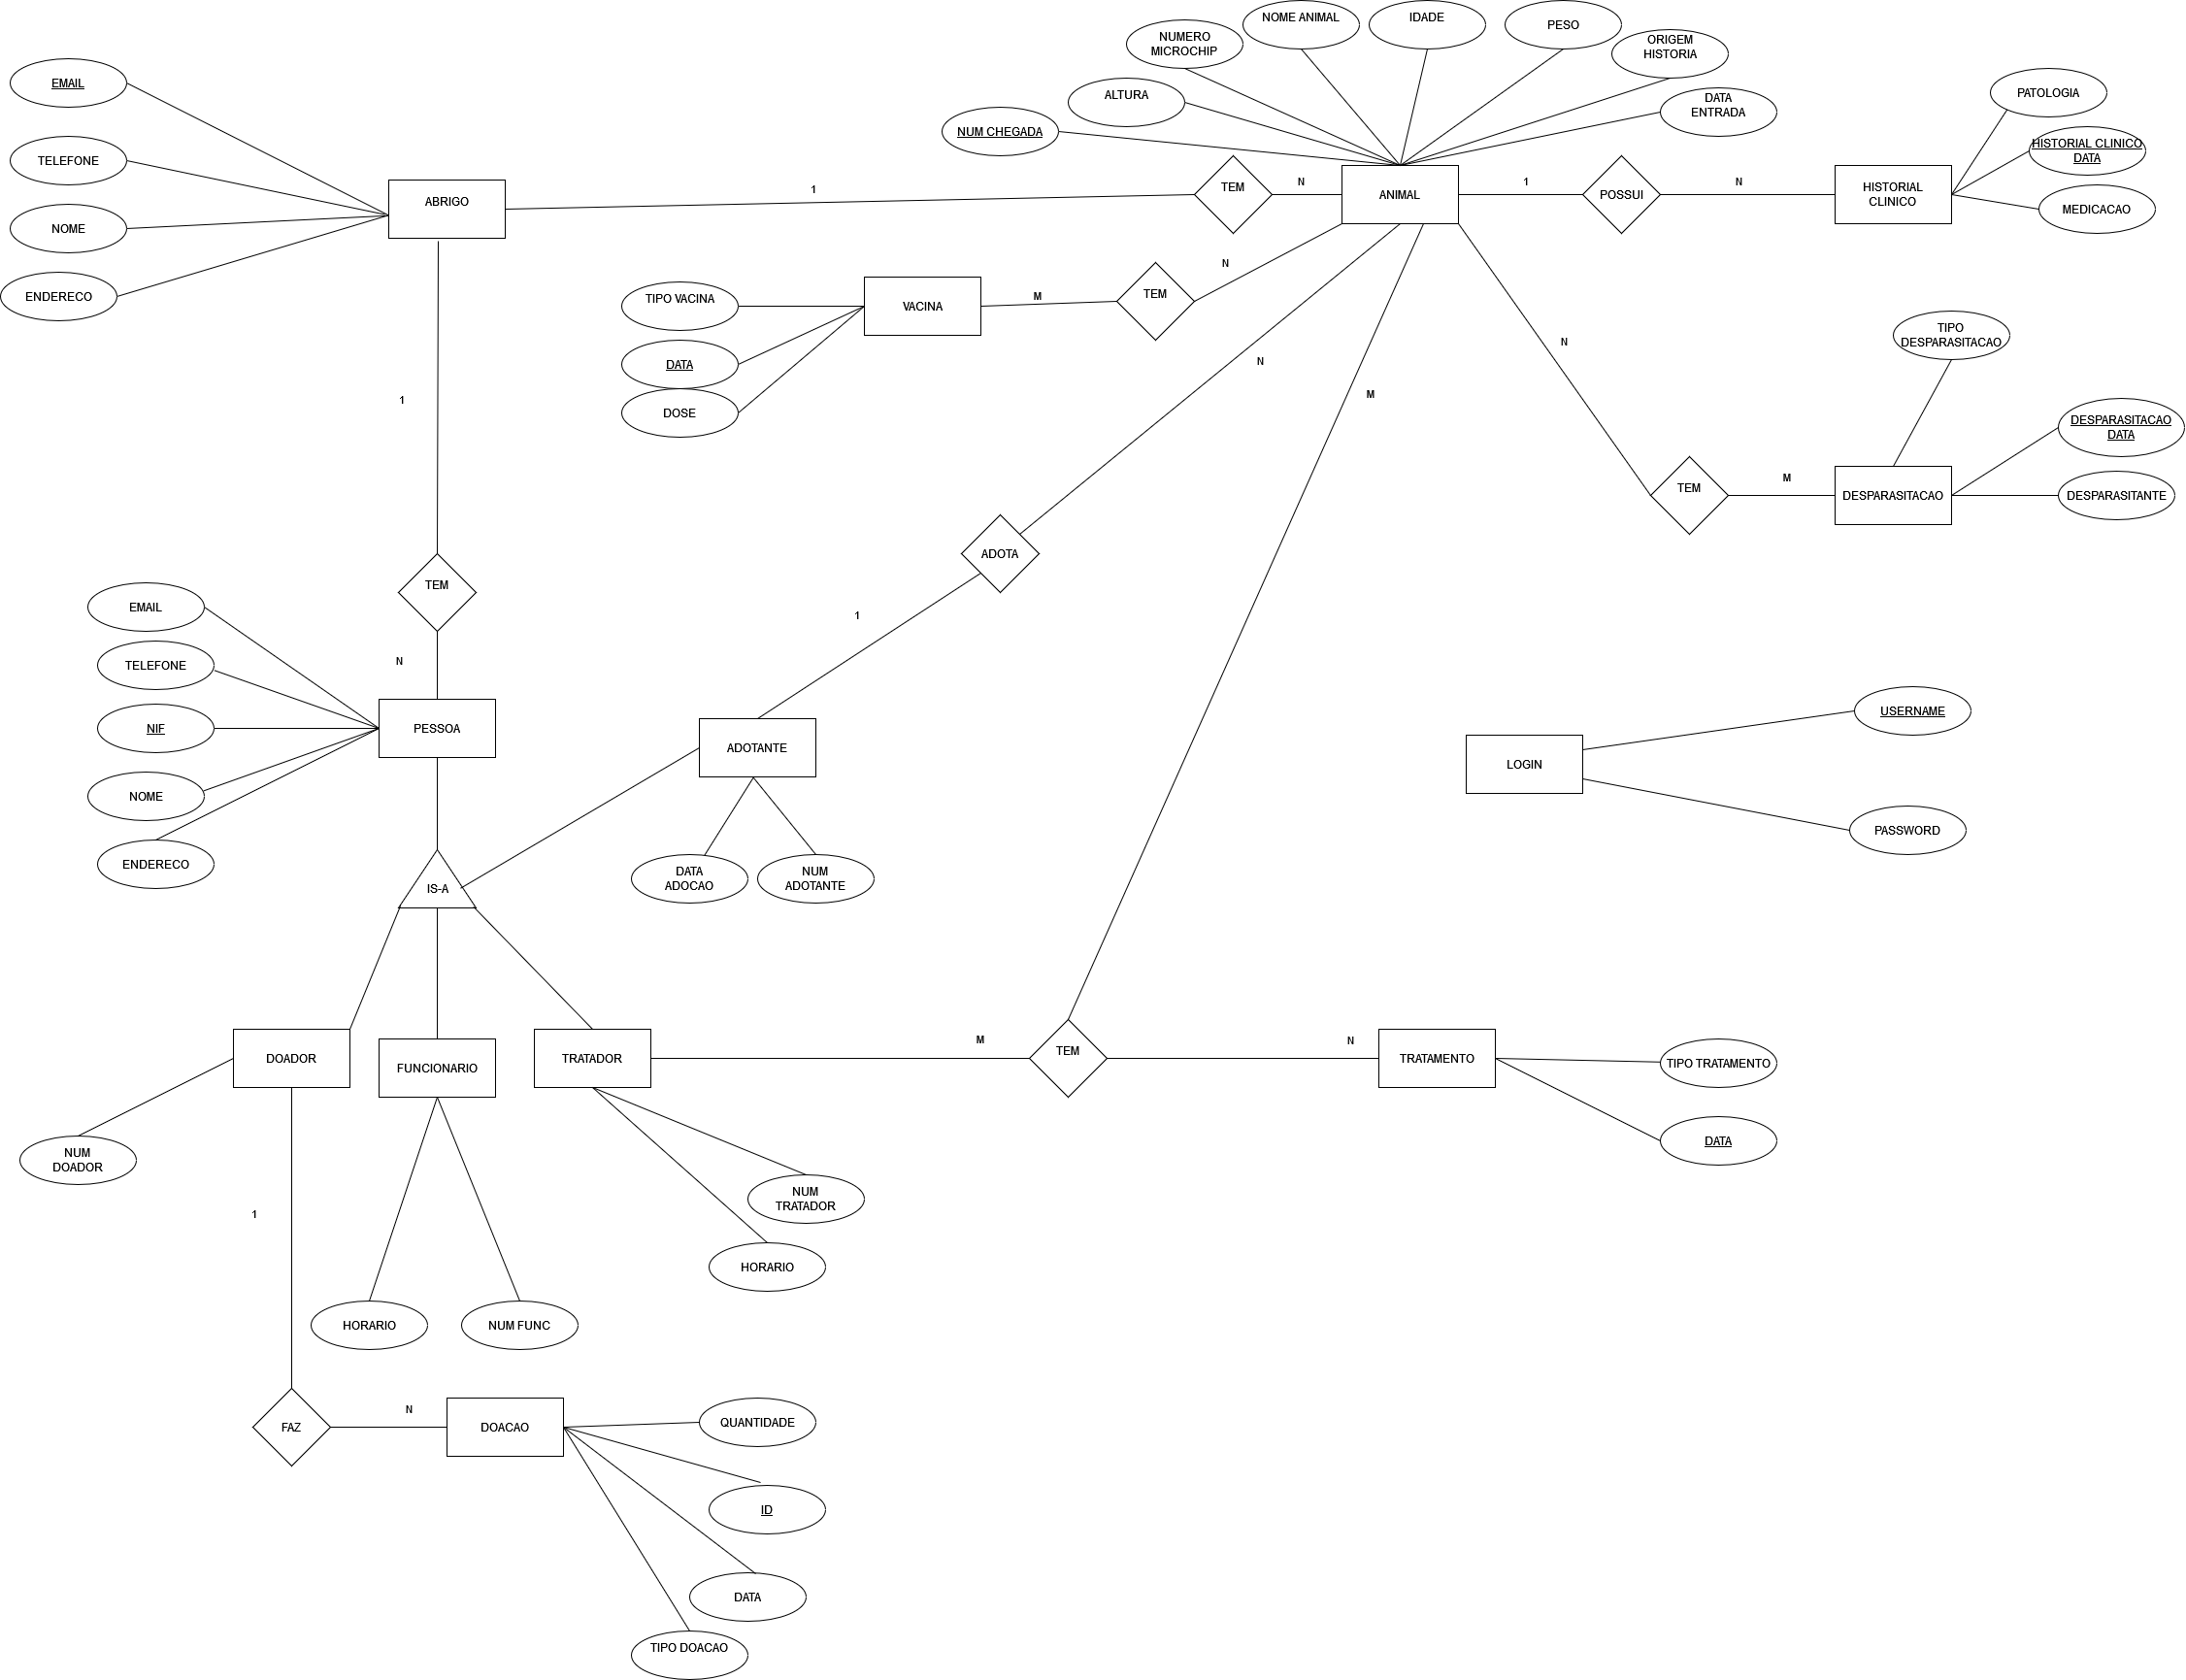 NOME ANIMAL
IDADE
PESO
NUMERO
MICROCHIP
ORIGEM
HISTORIA
EMAIL
ALTURA
DATA
ENTRADA
PATOLOGIA
NUM CHEGADA
HISTORIAL CLINICO
DATA
TELEFONE
ABRIGO
1
TEM
N
ANIMAL
1
POSSUI
N
HISTORIAL
CLINICO
MEDICACAO
NOME
ENDERECO
TIPO VACINA
VACINA
M
TEM
N
DATA
DOSE
N
M
N
TIPO
DESPARASITACAO
1
DESPARASITACAO
DATA
TEM
M
DESPARASITACAO
DESPARASITANTE
ADOTA
TEM
EMAIL
1
TELEFONE
N
NIF
PESSOA
ADOTANTE
USERNAME
LOGIN
NOME
PASSWORD
ENDERECO
IS-A
DATA
ADOCAO
NUM
ADOTANTE
DOADOR
FUNCIONARIO
TRATADOR
M
TEM
N
TRATAMENTO
TIPO TRATAMENTO
DATA
NUM
DOADOR
NUM
TRATADOR
1
HORARIO
HORARIO
NUM FUNC
FAZ
N
DOACAO
QUANTIDADE
ID
DATA
TIPO DOACAO